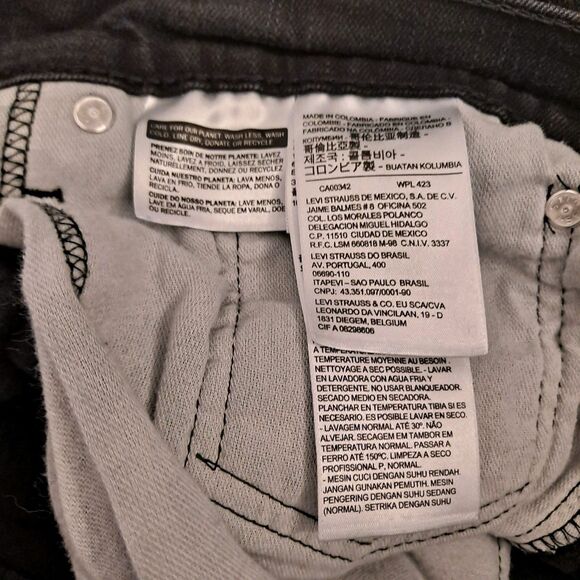 CARE FOR OUR PLANET: WASH LESS, WASH
COLD, LINE DRY, DONATE OR RECYCLE
PRENEZ SOIN DE NOTRE PLANÈTE: LAVEZ
MOINS, LAVEZ A FROID, LAISSEZ SÉCHER
NATURELLEMENT, DONNEZ OU RECYCLEZ.
CUIDA NUESTRO PLANETA: LAVA MENOS,
LAVA EN FRIO, TIENDE LA ROPA, DONA O
RECICLA.
CUIDE DO NOSSO PLANETA: LAVE MENOS,
LAVE EM ÁGUA FRIA, SEQUE EM VARAL, DOE
OU RECICLE.
MADE IN COLOMBIA - FABRIQUE EN
COLOMBIE - FABRICADO EN COLOMBIA -
FABRICADO NA COLÔMBIA - СДЕЛАНО В
КОЛУМБИИ - 哥伦比亚制造 -
哥倫比亞製 -
제조국 : 콜롬비아 -
コロンビア製 - BUATAN KOLUMBIA
CA00342 WPL 423
LEVI STRAUSS DE MEXICO, S.A. DE C.V.
JAIME BALMES # 8 OFICINA 502
COL. LOS MORALES POLANCO
DELEGACION MIGUEL HIDALGO
C.P. 11510 CIUDAD DE MEXICO
R.F.C. LSM 660818 M-98 C.N.I.V. 3337
LEVI STRAUSS DO BRASIL
AV. PORTUGAL, 400
06690-110
ITAPEVI – SAO PAULO BRASIL
CNPJ: 43.351.097/0001-90
LEVI STRAUSS & CO. EU SCA/CVA
LEONARDO DA VINCILAAN, 19 - D
1831 DIEGEM, BELGIUM
CIF A 08298606
A TEMPERATURE
TEMPERATURE MOYENNE AU BESOIN
NETTOYAGE A SEC POSSIBLE. - LAVAR
EN LAVADORA CON AGUA FRIA Y
DETERGENTE, NO USAR BLANQUEADOR.
SECADO MEDIO EN SECADORA.
PLANCHAR EN TEMPERATURA TIBIA SI ES
NECESARIO. ES POSIBLE LAVAR EN SECO.
- LAVAGEM NORMAL ATÉ 30º. NÃO
ALVEJAR. SECAGEM EM TAMBOR EM
TEMPERATURA NORMAL. PASSAR A
FERRO ATÉ 150ºC. LIMPEZA A SECO
PROFISSIONAL P, NORMAL.
- MESIN CUCI DENGAN SUHU RENDAH.
JANGAN GUNAKAN PEMUTIH. MESIN
PENGERING DENGAN SUHU SEDANG
(NORMAL). SETRIKA DENGAN SUHU